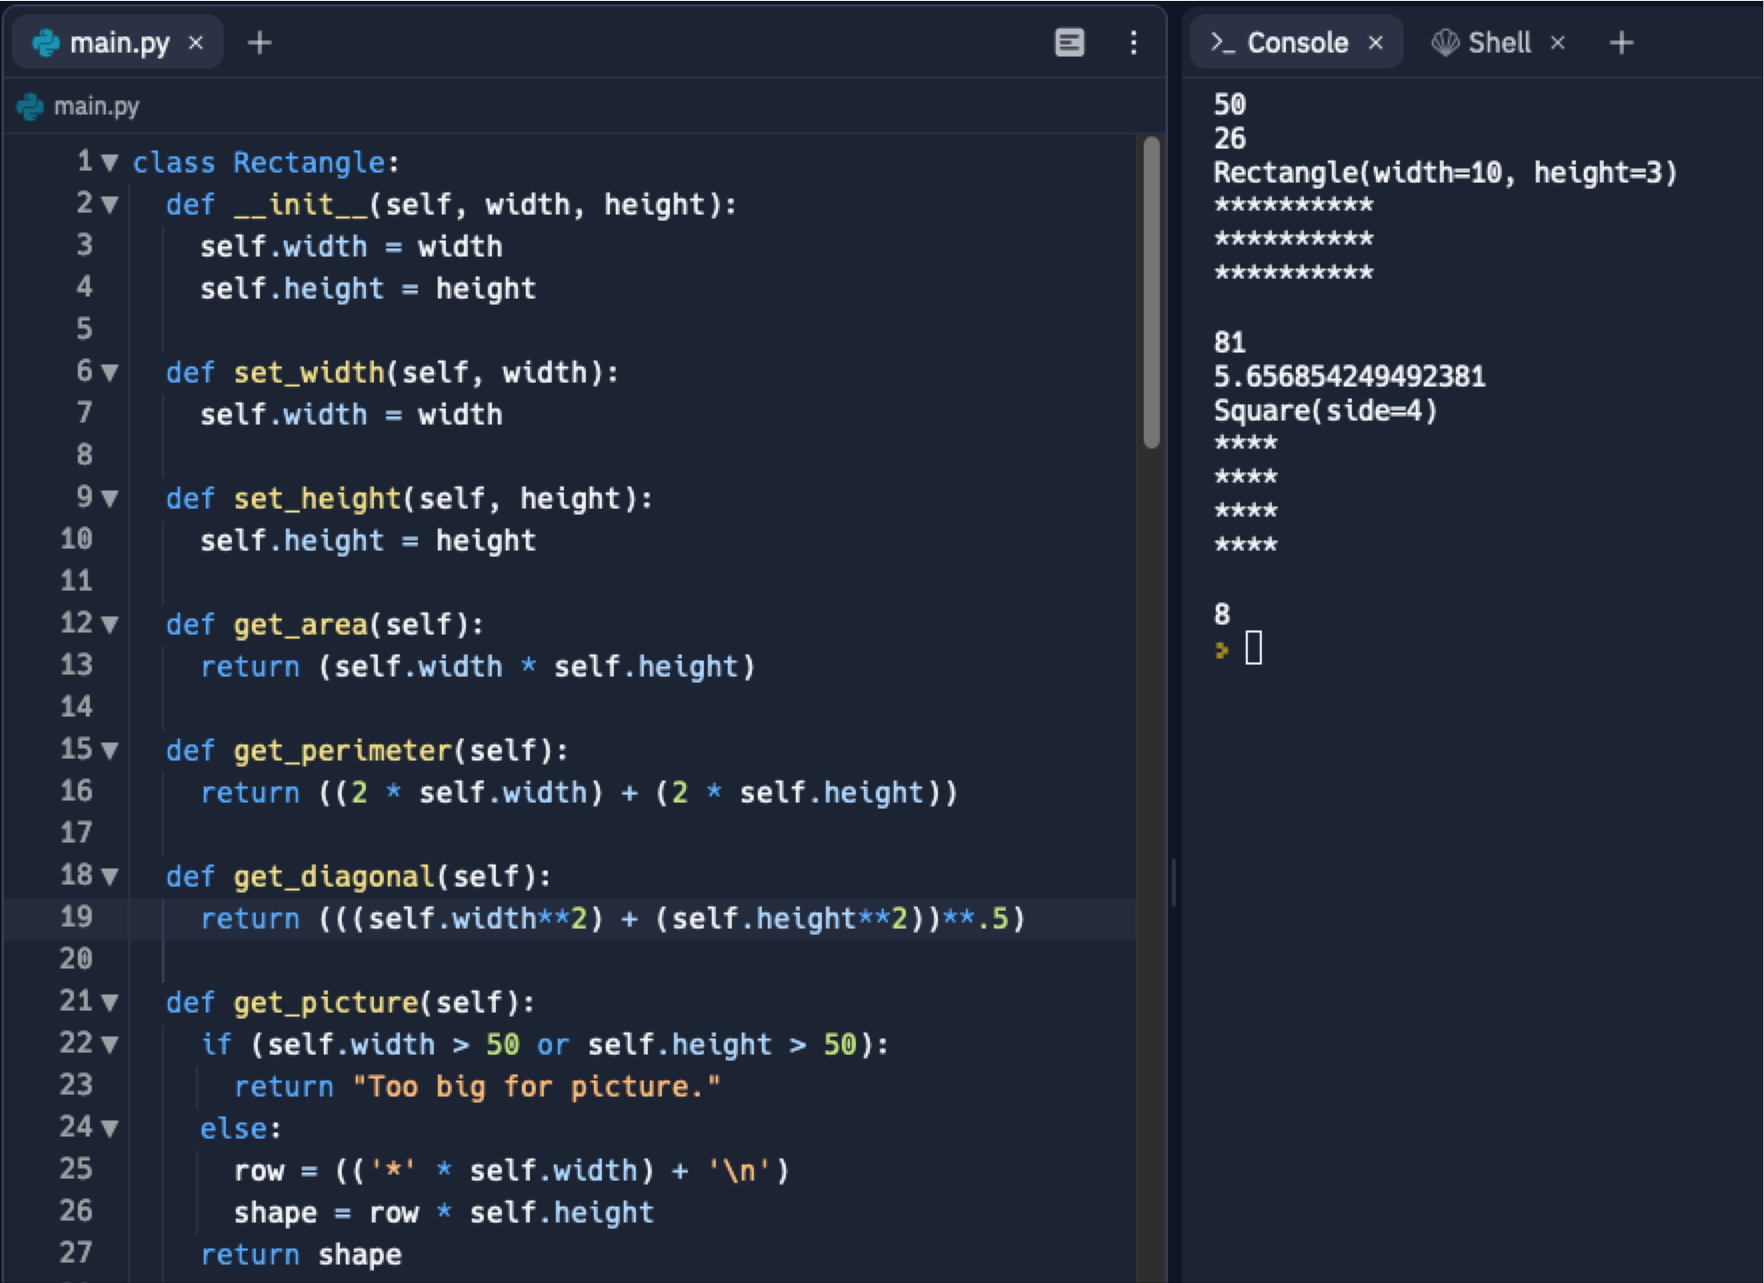 main.py × +
main.py
1 class Rectangle:
2   def __init__(self, width, height):
3     self.width = width
4     self.height = height
5
6   def set_width(self, width):
7     self.width = width
8
9   def set_height(self, height):
10     self.height = height
11
12   def get_area(self):
13     return (self.width * self.height)
14
15   def get_perimeter(self):
16     return ((2 * self.width) + (2 * self.height))
17
18   def get_diagonal(self):
19     return (((self.width**2) + (self.height**2))**.5)
20
21   def get_picture(self):
22     if (self.width > 50 or self.height > 50):
23       return "Too big for picture."
24     else:
25       row = (('*' * self.width) + '\n')
26       shape = row * self.height
27     return shape
>_ Console × Shell × +
50
26
Rectangle(width=10, height=3)
**********
**********
**********
81
5.656854249492381
Square(side=4)
****
****
****
****
8